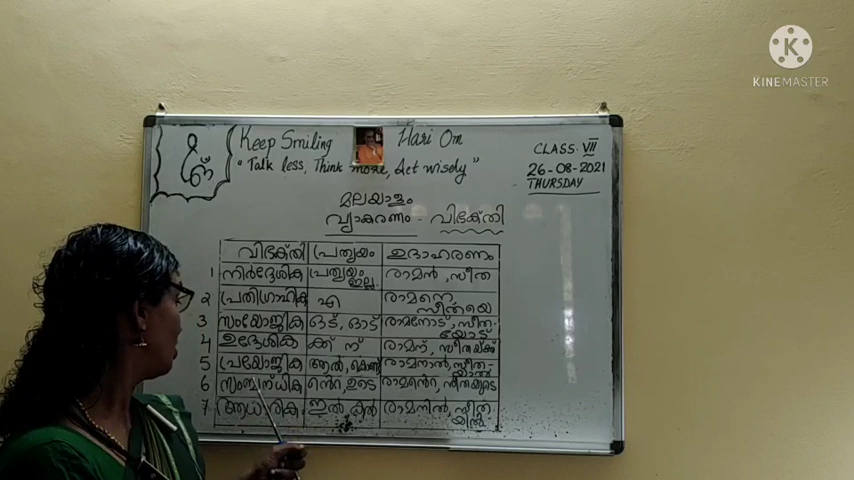 KINEMASTER
ഓം
Keep Smiling Hari Om
"Talk less, Think more, Act wisely"
CLASS: VII
26-08-2021
THURSDAY
മലയാളം
വ്യാകരണം - വിഭക്തി
വിഭക്തി പ്രത്യയം ഉദാഹരണം
1 നിർദ്ദേശിക പ്രത്യയം ഇല്ല രാമൻ, സീത
2 പ്രതിഗ്രാഹിക എ രാമനെ, സീതയെ
3 സംയോജിക ഒട്, ഓട് രാമനോട്, സീതയോട്
4 ഉദ്ദേശിക ക്ക് ന് രാമന്, സീതയ്ക്ക്
5 പ്രയോജിക ആൽ, കൊണ്ട് രാമനാൽ, സീതയാൽ
6 സംബന്ധിക ന്റെ, ഉടെ രാമന്റെ, സീതയുടെ
7 ആധാരിക ഇൽ, കൽ രാമനിൽ, സീതയിൽ